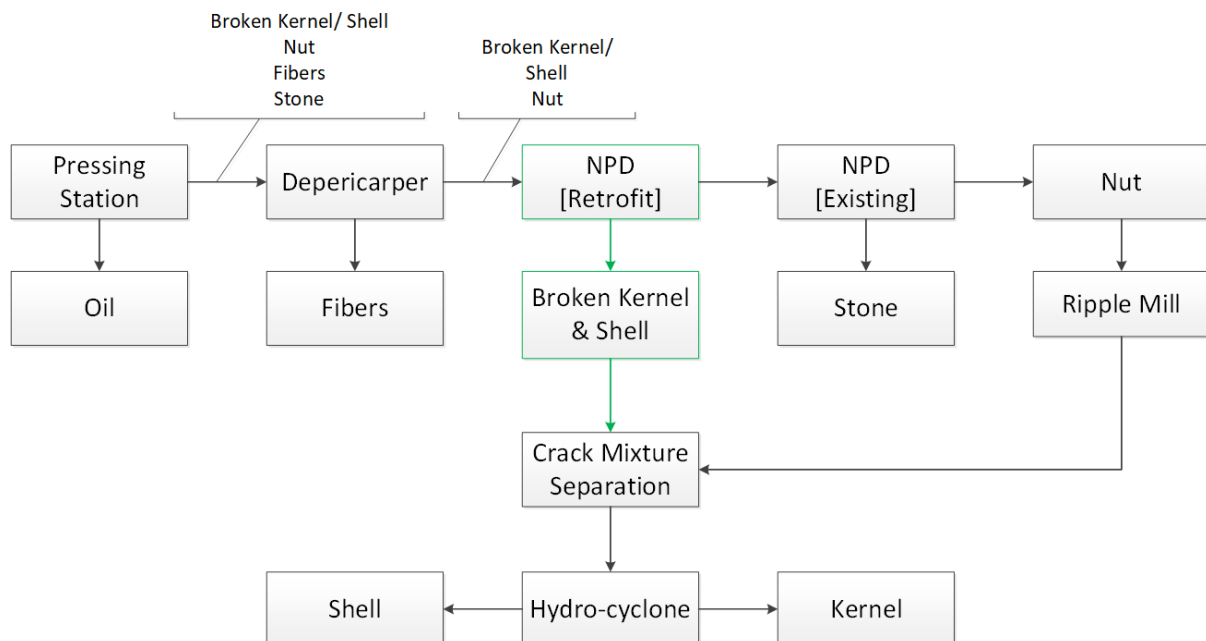 Broken Kernel/ Shell
Nut
Fibers
Stone
Broken Kernel/
Shell
Nut
Pressing
Station
Depericarper
NPD
[Retrofit]
NPD
[Existing]
Nut
Oil
Fibers
Broken Kernel
& Shell
Stone
Ripple Mill
Crack Mixture
Separation
Shell
Hydro-cyclone
Kernel